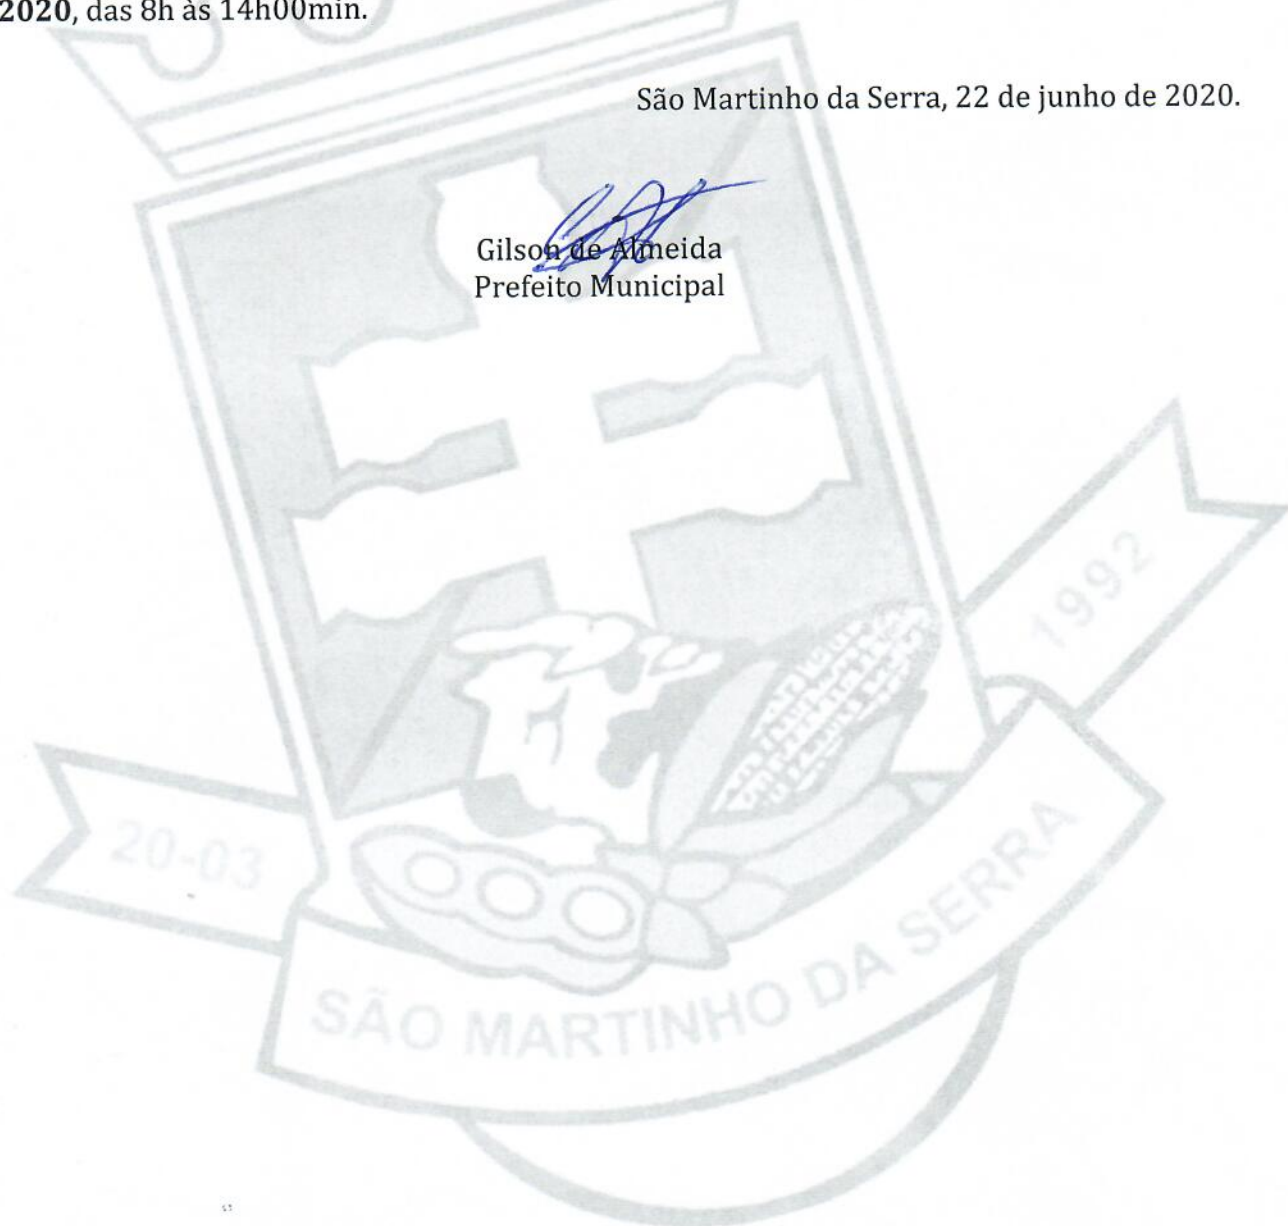 2020, das 8h às 14h00min.
São Martinho da Serra, 22 de junho de 2020.
Gilson de Almeida
Prefeito Municipal
1992
20-03
SÃO MARTINHO DA SERRA